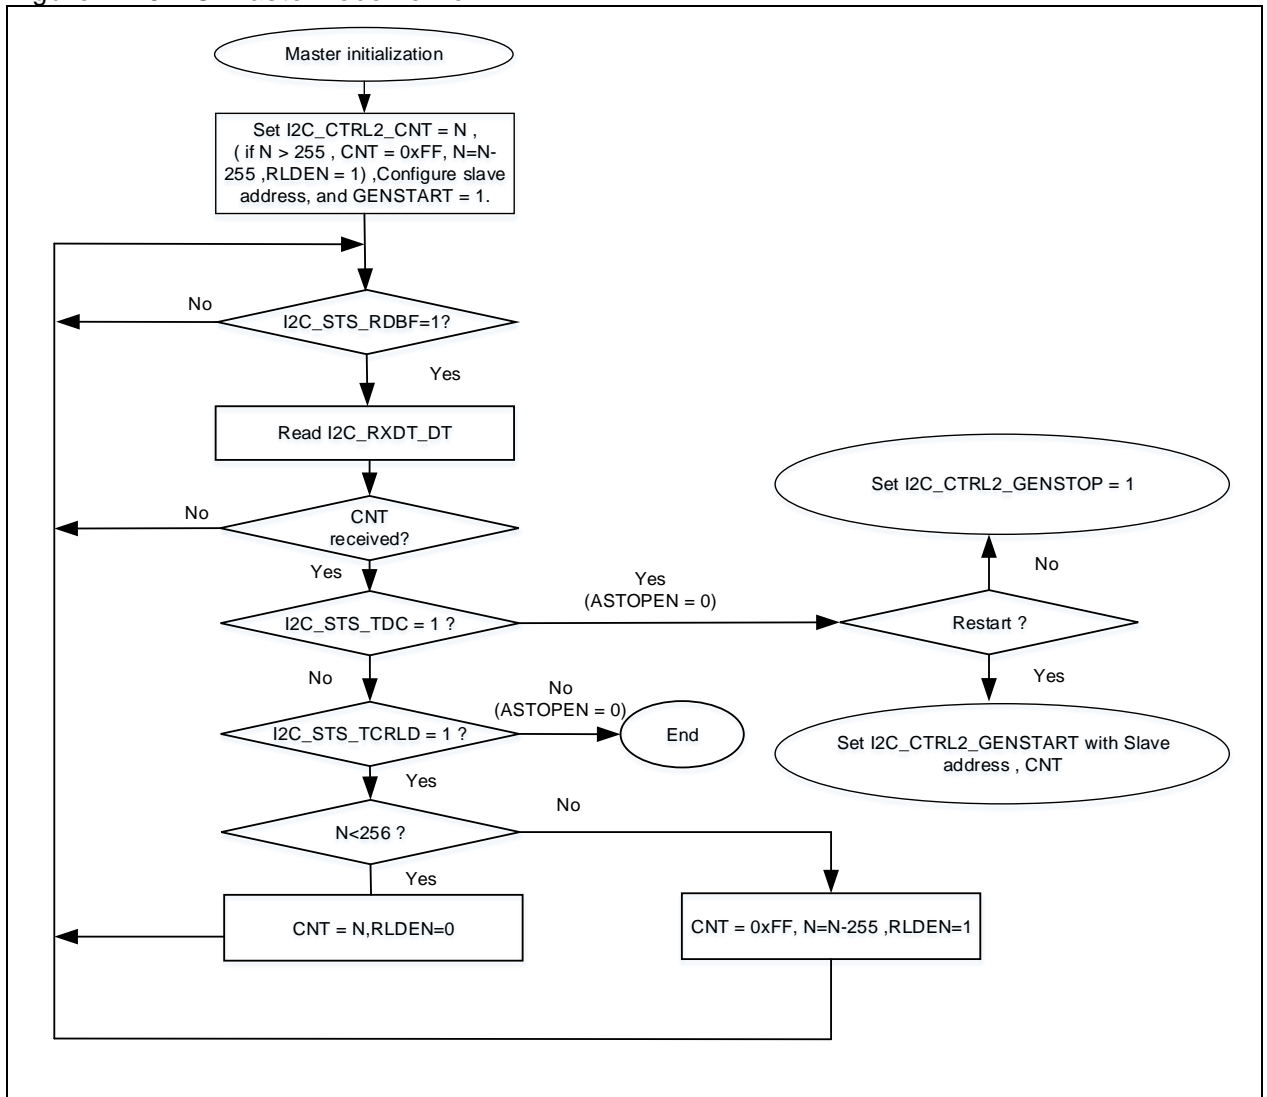 Master initialization
Set I2C_CTRL2_CNT = N ,
( if N > 255 , CNT = 0xFF, N=N-
255 ,RLDEN = 1) ,Configure slave
address, and GENSTART = 1.
No
I2C_STS_RDBF=1?
Yes
Read I2C_RXDT_DT
No
CNT
received?
Yes
I2C_STS_TDC = 1 ?
Yes
(ASTOPEN = 0)
Set I2C_CTRL2_GENSTOP = 1
No
Restart ?
Yes
Set I2C_CTRL2_GENSTART with Slave
address , CNT
No
I2C_STS_TCRLD = 1 ?
No
(ASTOPEN = 0)
End
Yes
N<256 ?
No
Yes
CNT = N,RLDEN=0
CNT = 0xFF, N=N-255 ,RLDEN=1